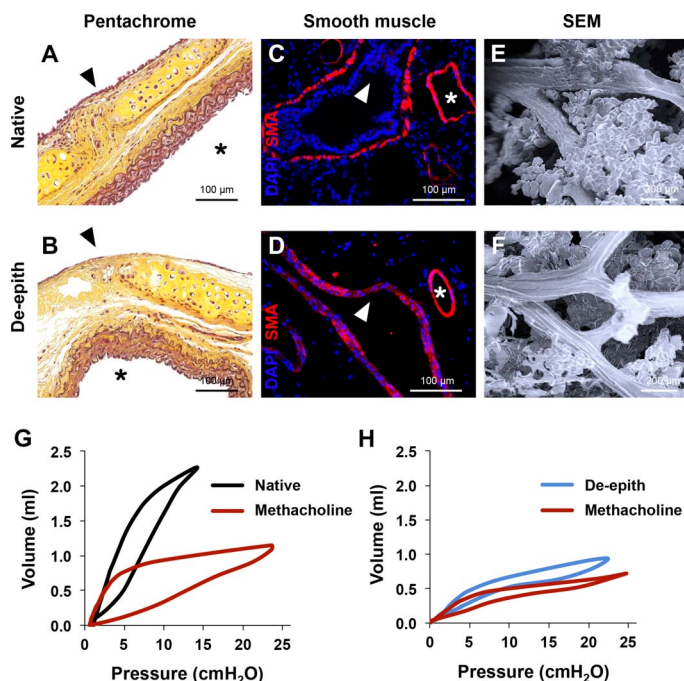 Pentachrome
Smooth muscle
SEM
Native
A
C
E
*
*
DAPI SMA
100 µm
100 µm
200 µm
De-epith
B
D
F
*
*
DAPI SMA
100 µm
100 µm
200 µm
G
H
Volume (ml)
2.5
2.0
1.5
1.0
0.5
0.0
Native
Methacholine
0 5 10 15 20 25
Pressure (cmH₂O)
Volume (ml)
2.5
2.0
1.5
1.0
0.5
0.0
De-epith
Methacholine
0 5 10 15 20 25
Pressure (cmH₂O)